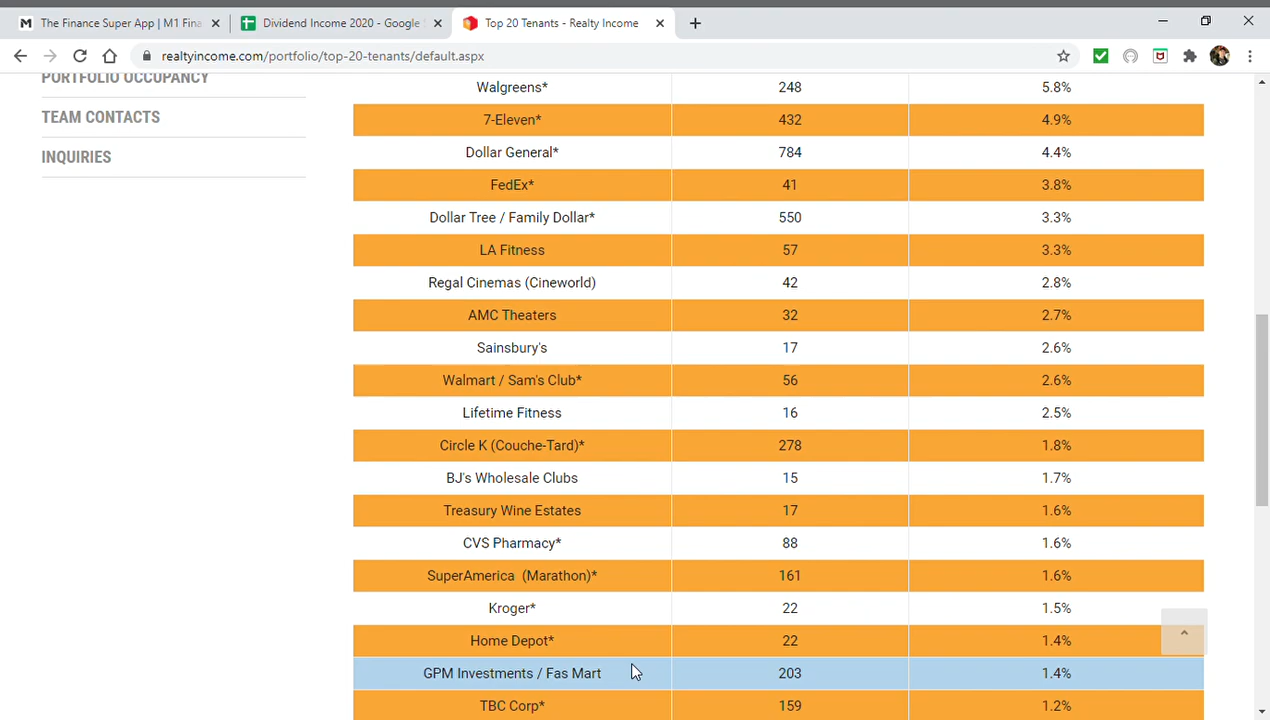 The Finance Super App | M1 Fina
Dividend Income 2020 - Google
Top 20 Tenants - Realty Income
realtyincome.com/portfolio/top-20-tenants/default.aspx
PORTFOLIO OCCUPANCY
TEAM CONTACTS
INQUIRIES
Walgreens* 248 5.8%
7-Eleven* 432 4.9%
Dollar General* 784 4.4%
FedEx* 41 3.8%
Dollar Tree / Family Dollar* 550 3.3%
LA Fitness 57 3.3%
Regal Cinemas (Cineworld) 42 2.8%
AMC Theaters 32 2.7%
Sainsbury's 17 2.6%
Walmart / Sam's Club* 56 2.6%
Lifetime Fitness 16 2.5%
Circle K (Couche-Tard)* 278 1.8%
BJ's Wholesale Clubs 15 1.7%
Treasury Wine Estates 17 1.6%
CVS Pharmacy* 88 1.6%
SuperAmerica (Marathon)* 161 1.6%
Kroger* 22 1.5%
Home Depot* 22 1.4%
GPM Investments / Fas Mart 203 1.4%
TBC Corp* 159 1.2%